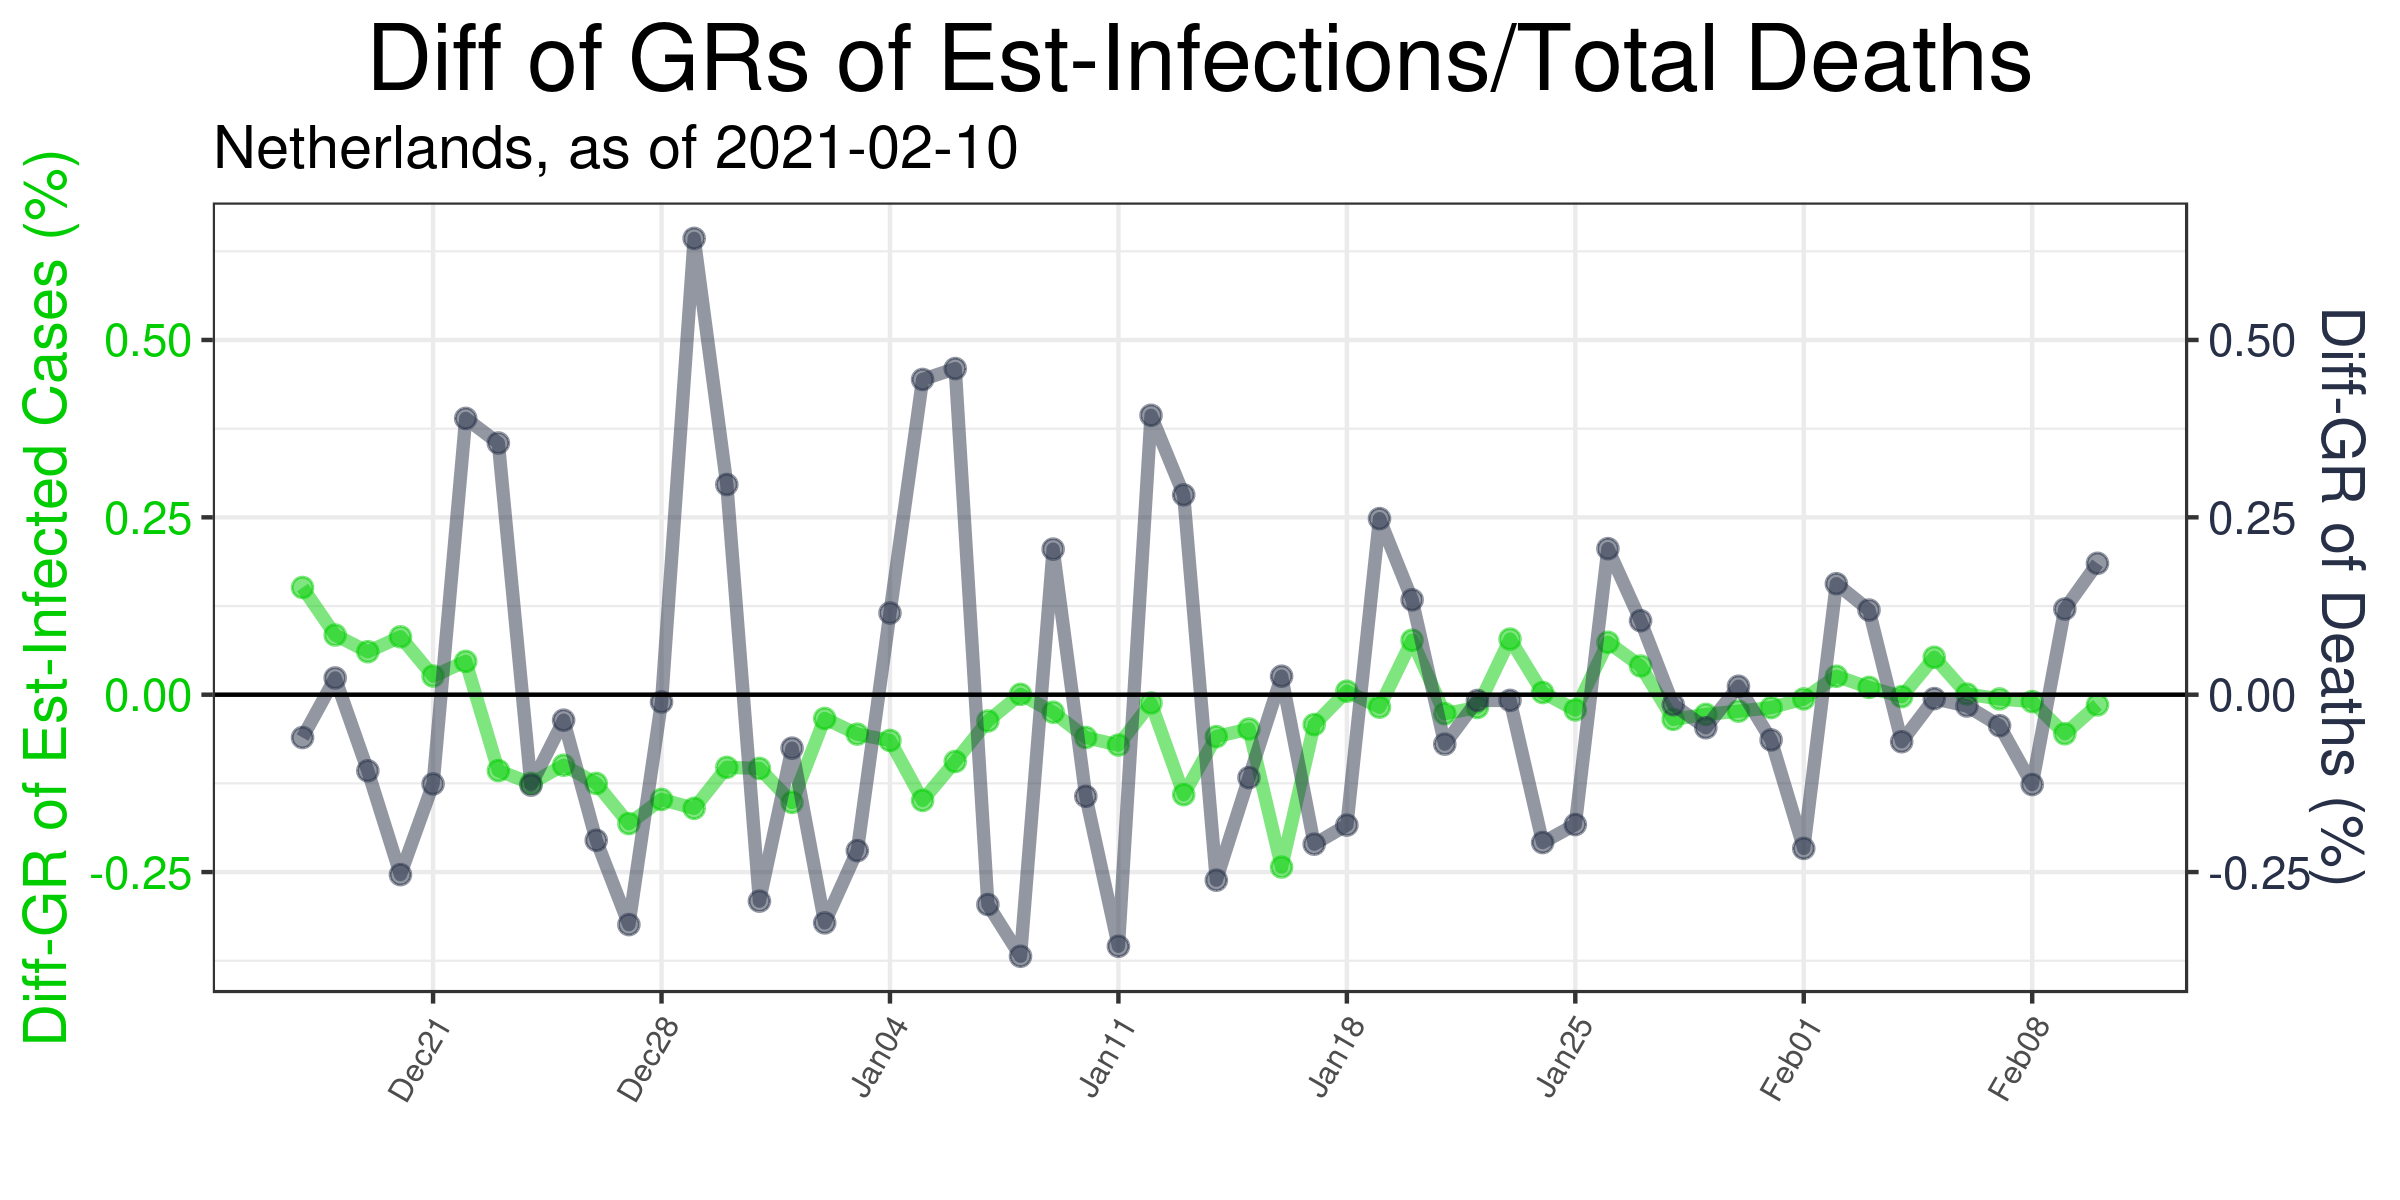 Diff of GRs of Est-Infections/Total Deaths
Netherlands, as of 2021-02-10
Diff-GR of Est-Infected Cases (%)
0.50
0.25
0.00
-0.25
0.50
0.25
0.00
-0.25
Diff-GR of Deaths (%)
Dec21
Dec28
Jan04
Jan11
Jan18
Jan25
Feb01
Feb08